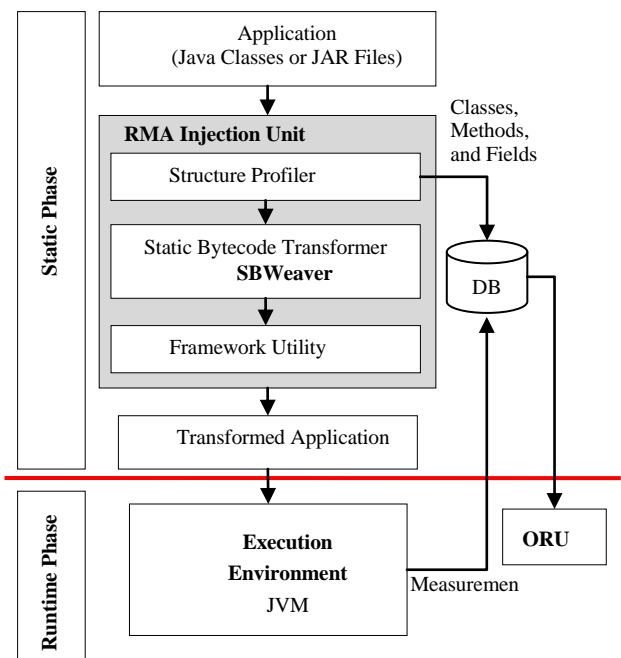 Application
(Java Classes or JAR Files)
Classes,
Methods,
and Fields
RMA Injection Unit
Structure Profiler
Static Phase
Static Bytecode Transformer
SBWeaver
DB
Framework Utility
Transformed Application
Runtime Phase
Execution
Environment
JVM
ORU
Measuremen